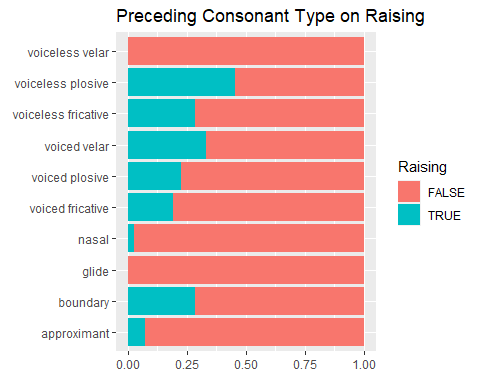 Preceding Consonant Type on Raising
voiceless velar
voiceless plosive
voiceless fricative
voiced velar
voiced plosive
voiced fricative
nasal
glide
boundary
approximant
0.00 0.25 0.50 0.75 1.00
Raising
FALSE
TRUE